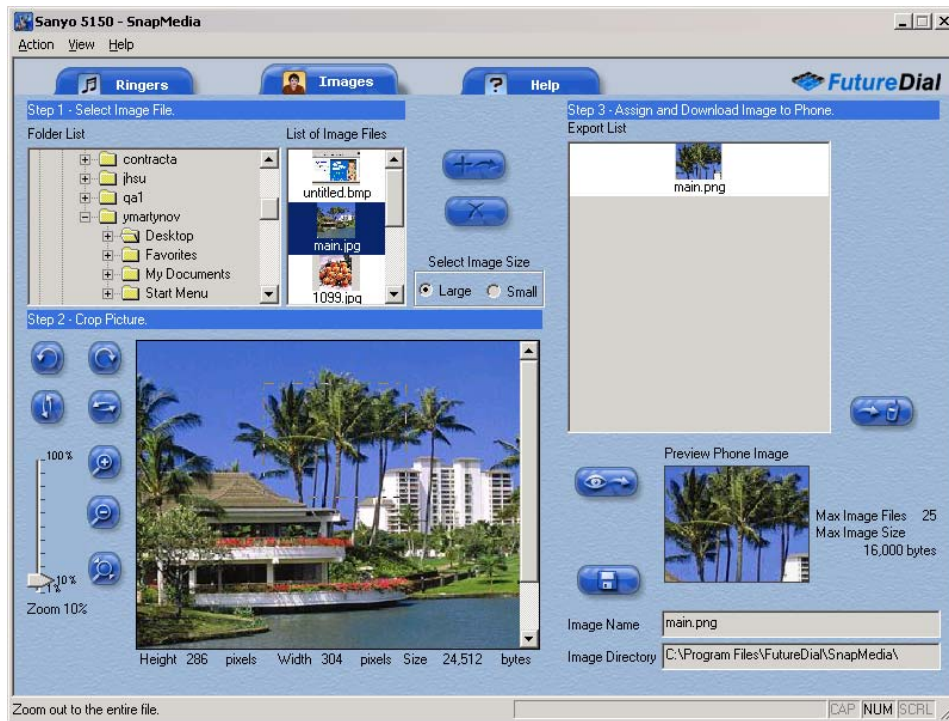 Sanyo 5150 - SnapMedia
Action View Help
Ringers Images Help
FutureDial
Step 1 - Select Image File.
Folder List List of Image Files
contracta
jhsu
qa1
ymartynov
Desktop
Favorites
My Documents
Start Menu
untitled.bmp
main.jpg
1099.jpg
Select Image Size
Large Small
Step 2 - Crop Picture.
100%
10%
1%
Zoom 10%
Height 286 pixels Width 304 pixels Size 24,512 bytes
Step 3 - Assign and Download Image to Phone.
Export List
main.png
Preview Phone Image
Max Image Files 25
Max Image Size
16,000 bytes
Image Name main.png
Image Directory C:\Program Files\FutureDial\SnapMedia\
Zoom out to the entire file.
CAP NUM SCRL